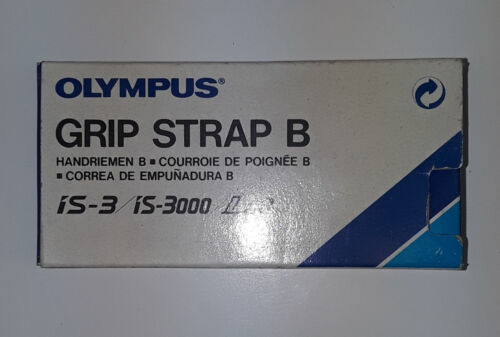 OLYMPUS®
GRIP STRAP B
HANDRIEMEN B ▪ COURROIE DE POIGNÉE B
▪ CORREA DE EMPUÑADURA B
iS-3/iS-3000